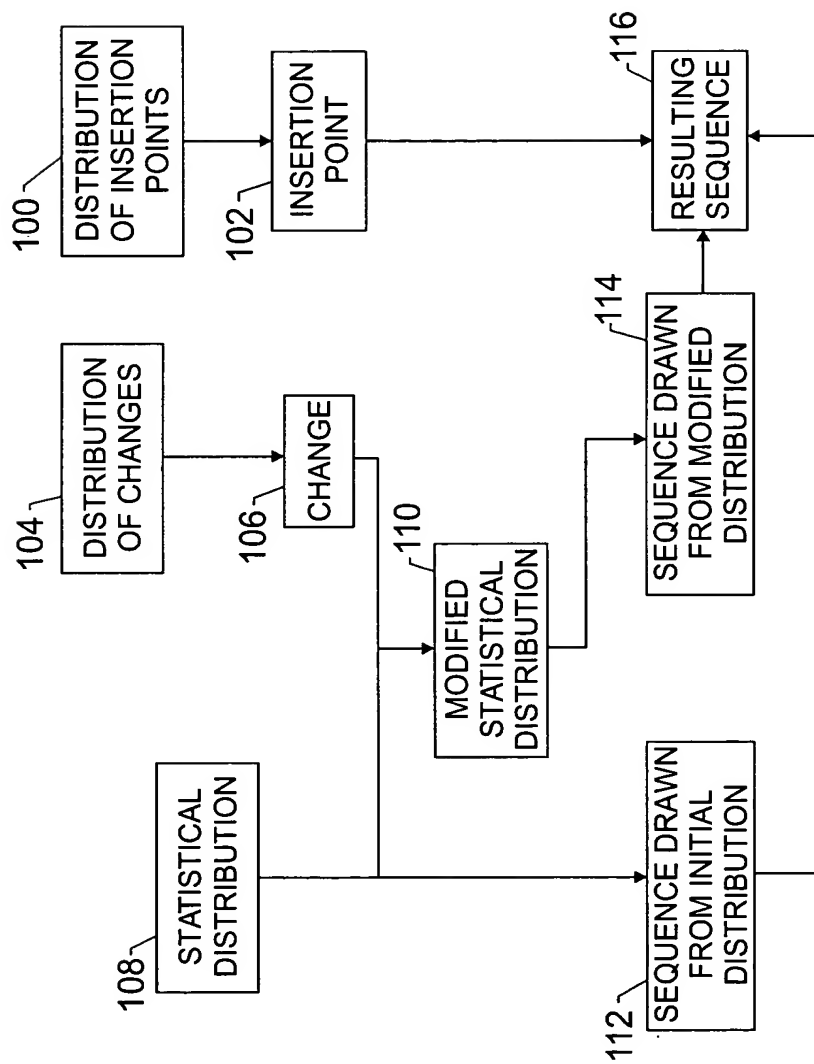 100
DISTRIBUTION
OF INSERTION
POINTS
102
INSERTION
POINT
104
DISTRIBUTION
OF CHANGES
106
CHANGE
108
STATISTICAL
DISTRIBUTION
110
MODIFIED
STATISTICAL
DISTRIBUTION
112
SEQUENCE DRAWN
FROM INITIAL
DISTRIBUTION
114
SEQUENCE DRAWN
FROM MODIFIED
DISTRIBUTION
116
RESULTING
SEQUENCE